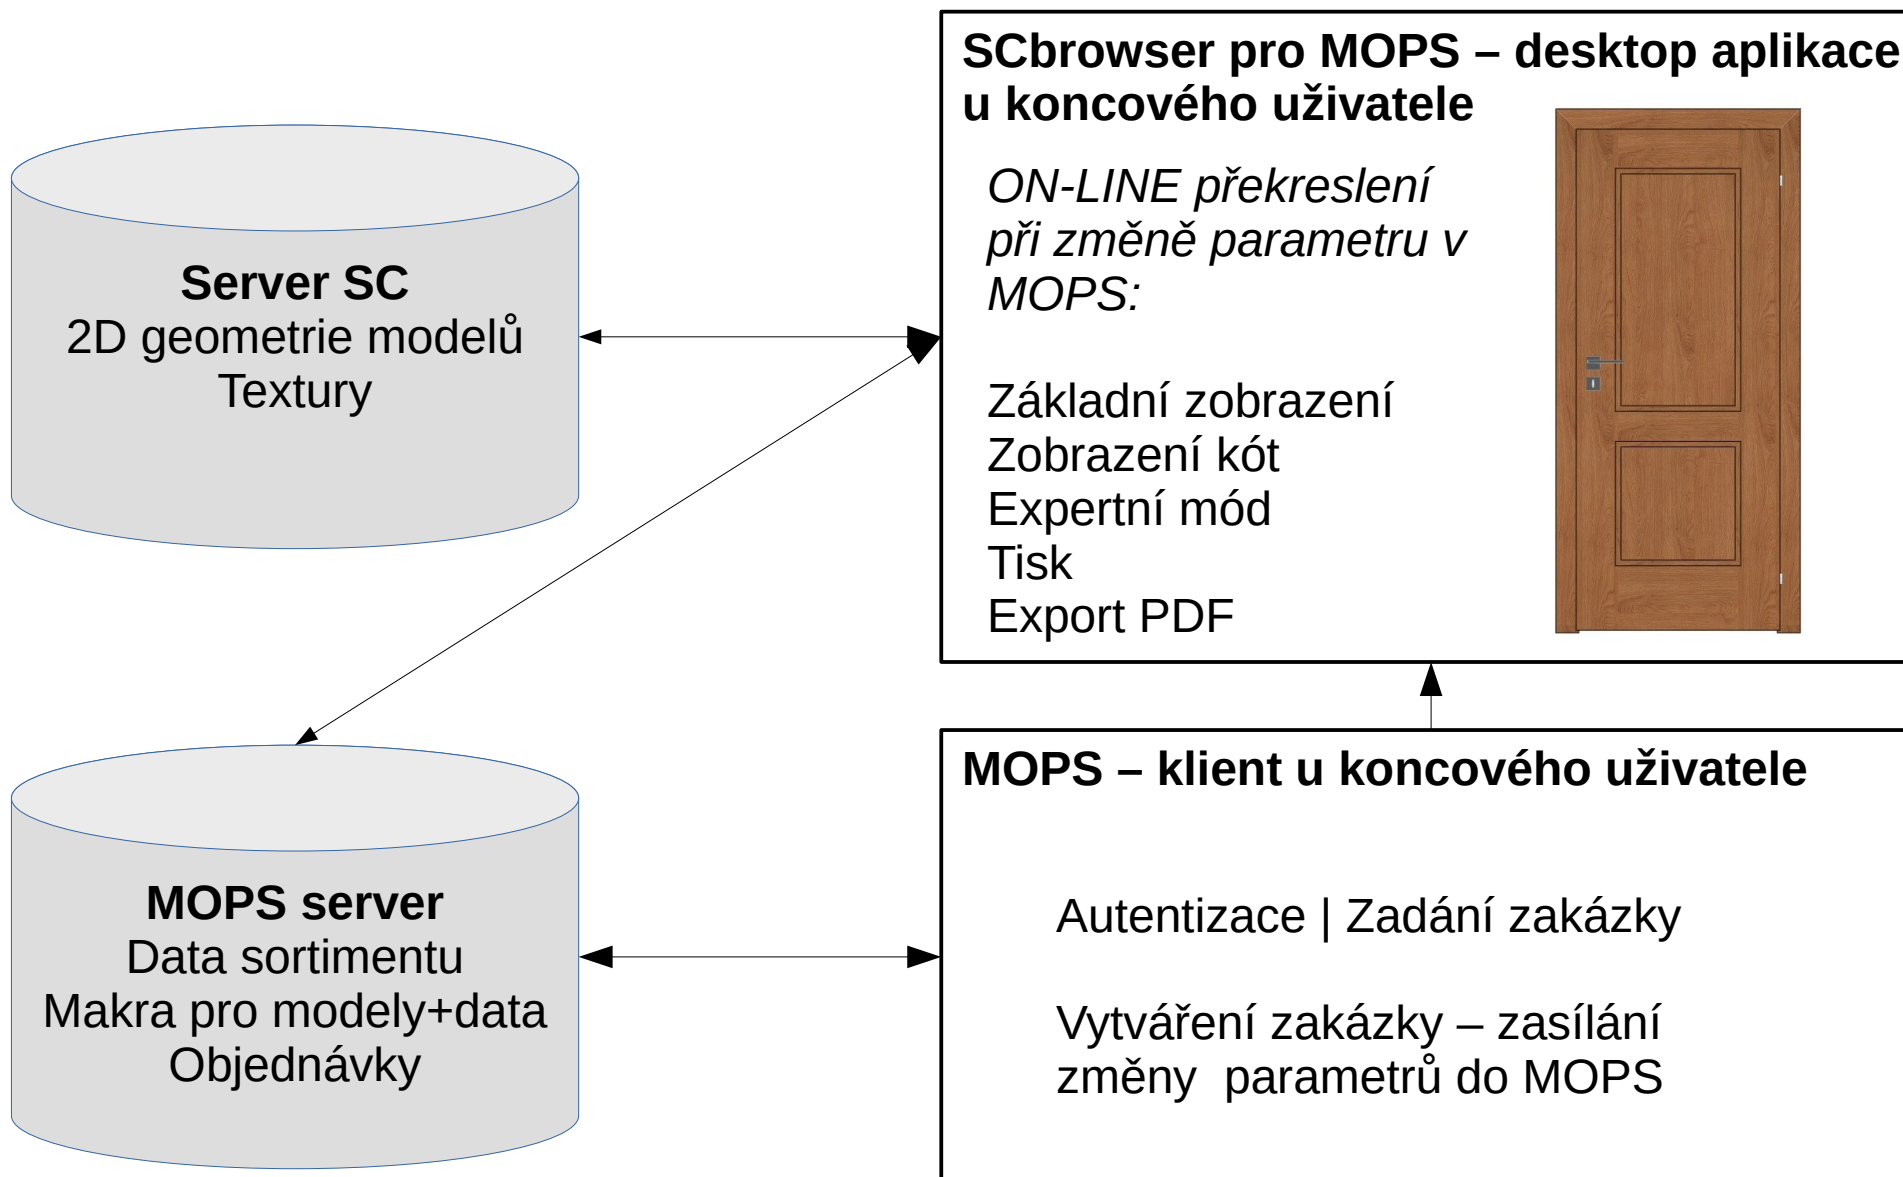 SCbrowser pro MOPS – desktop aplikace
u koncového uživatele
ON-LINE překreslení
při změně parametru v
MOPS:
Základní zobrazení
Zobrazení kót
Expertní mód
Tisk
Export PDF
Server SC
2D geometrie modelů
Textury
MOPS server
Data sortimentu
Makra pro modely+data
Objednávky
MOPS – klient u koncového uživatele
Autentizace | Zadání zakázky
Vytváření zakázky – zasílání
změny  parametrů do MOPS